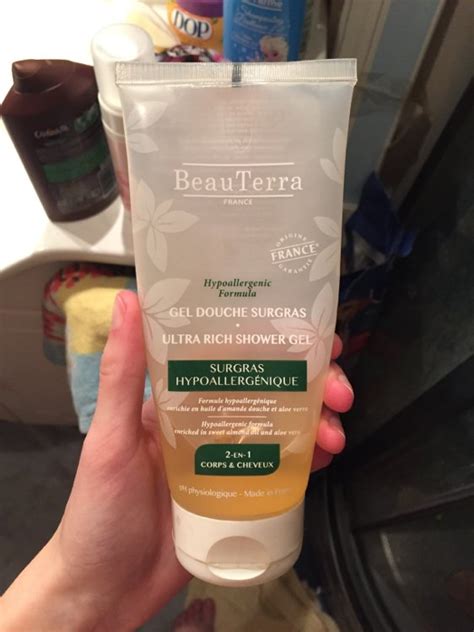 DOP
BeauTerra
FRANCE
ORIGINE
FRANCE
GARANTIE
Hypoallergenic
Formula
GEL DOUCHE SURGRAS
•
ULTRA RICH SHOWER GEL
SURGRAS
HYPOALLERGÉNIQUE
Formule hypoallergénique
enrichie en huile d'amande douche et aloe vera
Hypoallergenic formula
enriched in sweet almond oil and aloe vera
2-EN-1
CORPS & CHEVEUX
pH physiologique - Made in